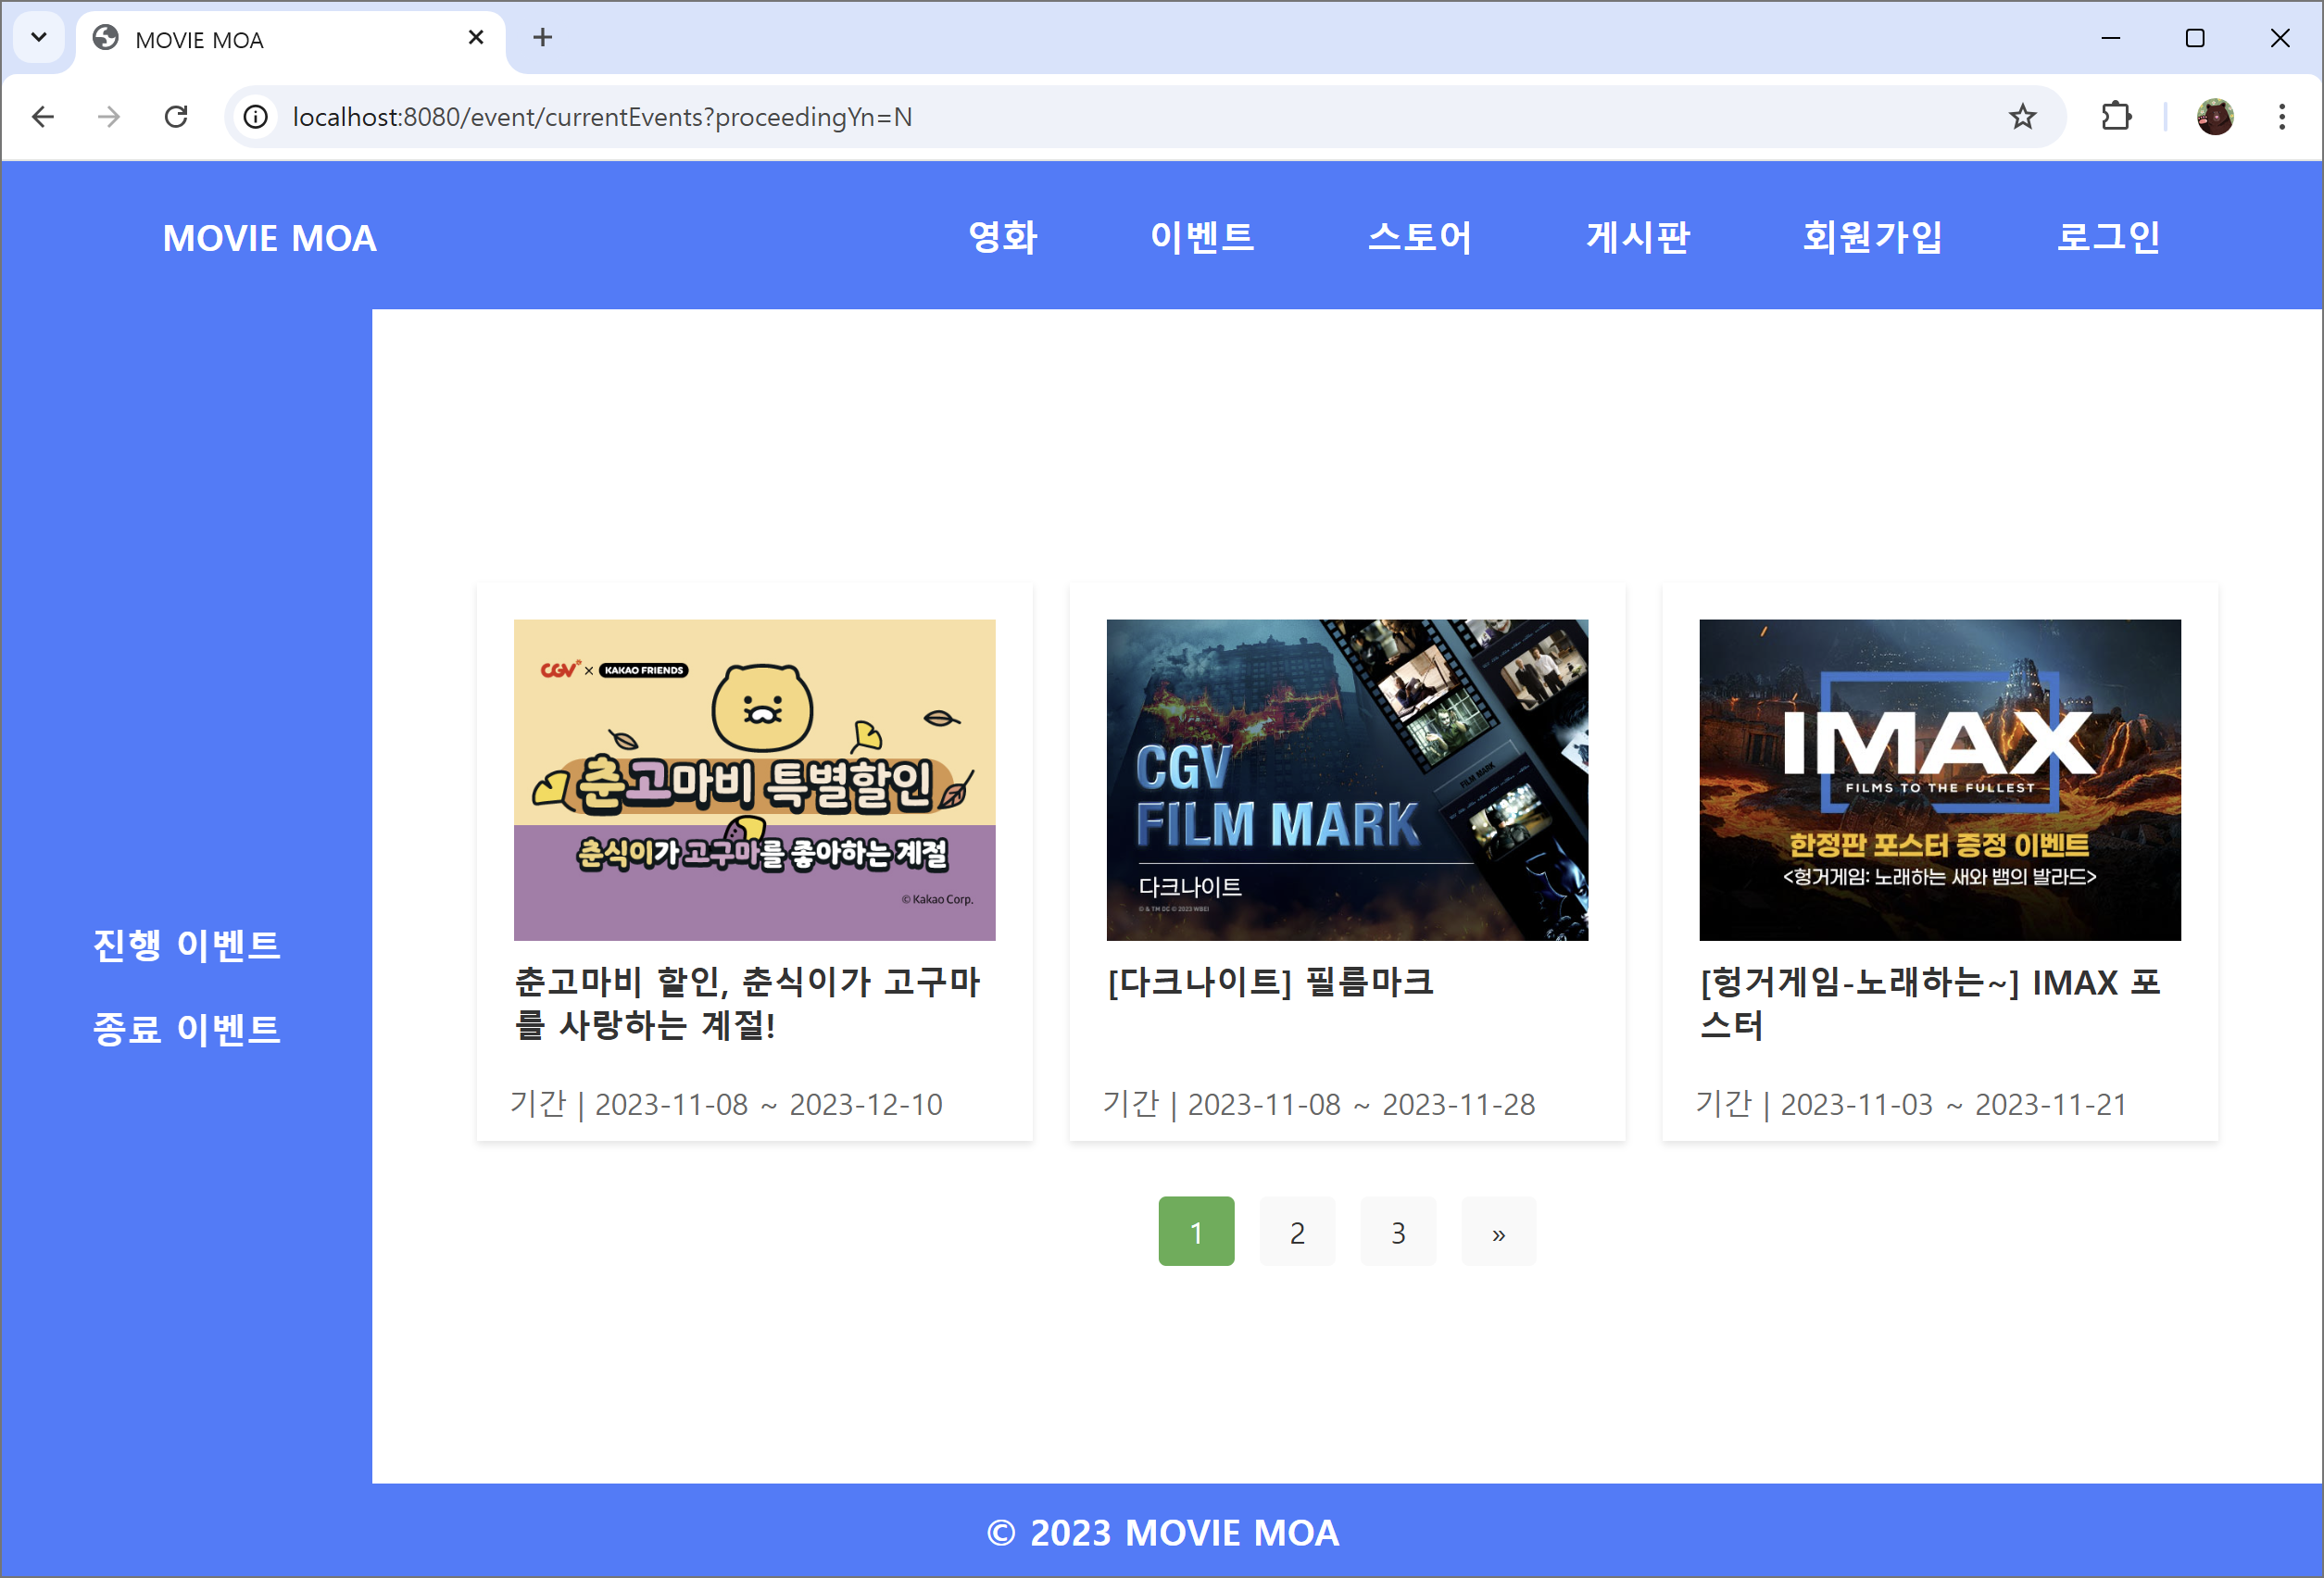 MOVIE MOA
localhost:8080/event/currentEvents?proceedingYn=N
MOVIE MOA
영화
이벤트
스토어
게시판
회원가입
로그인
진행 이벤트
종료 이벤트
CGV × KAKAO FRIENDS
춘고마비 특별할인
춘식이가 고구마를 좋아하는 계절
© Kakao Corp.
춘고마비 할인, 춘식이가 고구마
를 사랑하는 계절!
기간 | 2023-11-08 ~ 2023-12-10
FILM MARK
CGV
FILM MARK
다크나이트
© & TM DC © 2023 WBEI
[다크나이트] 필름마크
기간 | 2023-11-08 ~ 2023-11-28
IMAX
FILMS TO THE FULLEST
한정판 포스터 증정 이벤트
<헝거게임: 노래하는 새와 뱀의 발라드>
[헝거게임-노래하는~] IMAX 포
스터
기간 | 2023-11-03 ~ 2023-11-21
1 2 3 »
© 2023 MOVIE MOA